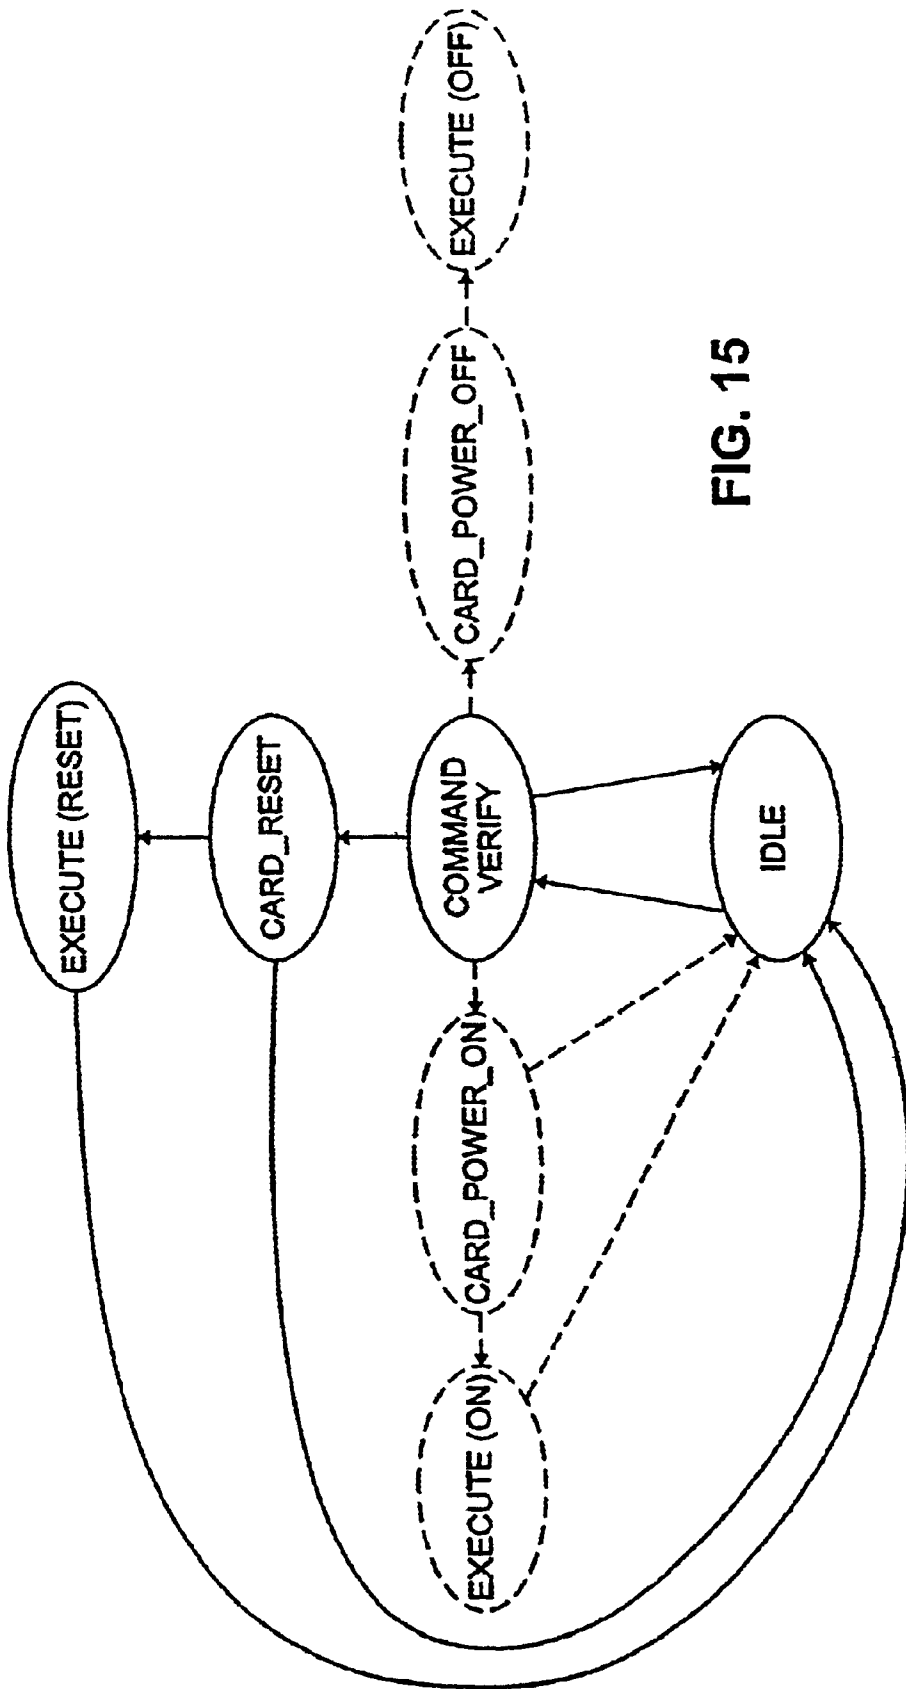 EXECUTE (RESET)
CARD_RESET
EXECUTE (ON)
CARD_POWER_ON
COMMAND
VERIFY
CARD_POWER_OFF
EXECUTE (OFF)
IDLE
FIG. 15